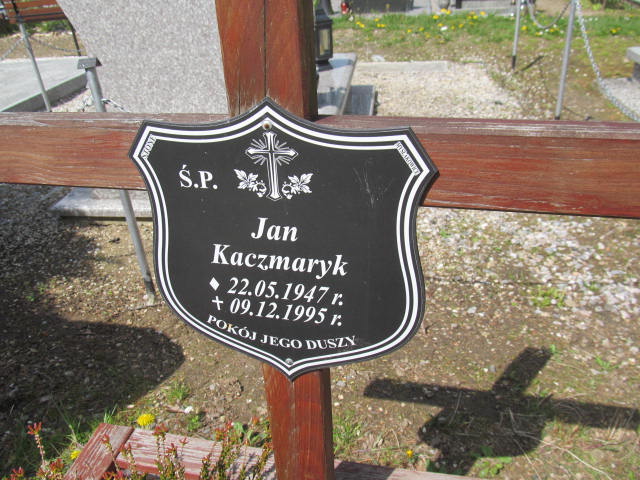 Ś.P.
Jan
Kaczmaryk
22.05.1947 r.
09.12.1995 r.
POKÓJ JEGO DUSZY